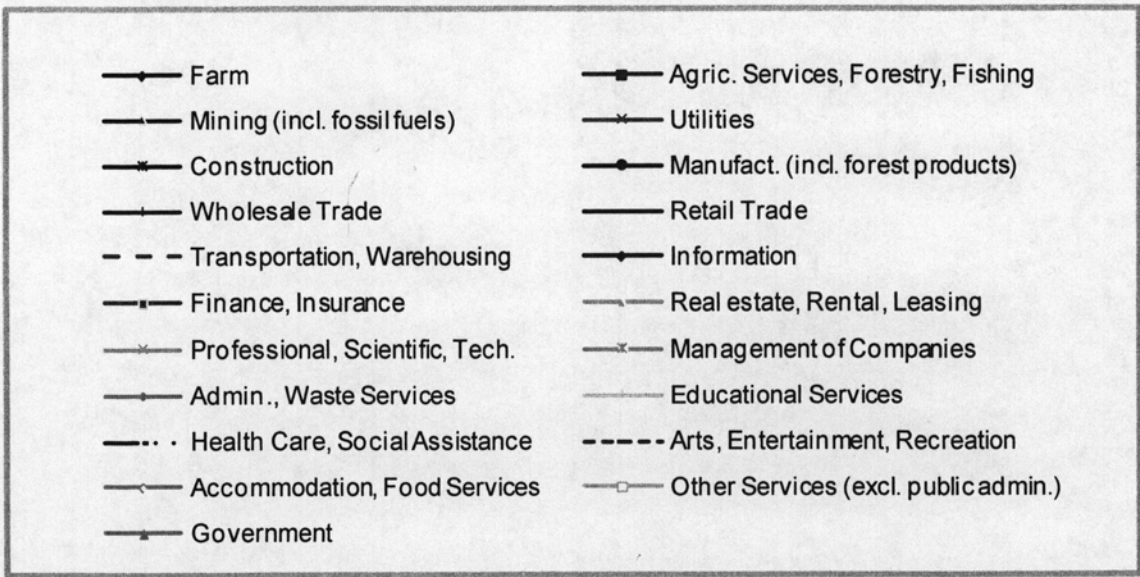 Farm
Agric. Services, Forestry, Fishing
Mining (incl. fossil fuels)
Utilities
Construction
Manufact. (incl. forest products)
Wholesale Trade
Retail Trade
Transportation, Warehousing
Information
Finance, Insurance
Real estate, Rental, Leasing
Professional, Scientific, Tech.
Management of Companies
Admin., Waste Services
Educational Services
Health Care, Social Assistance
Arts, Entertainment, Recreation
Accommodation, Food Services
Other Services (excl. public admin.)
Government